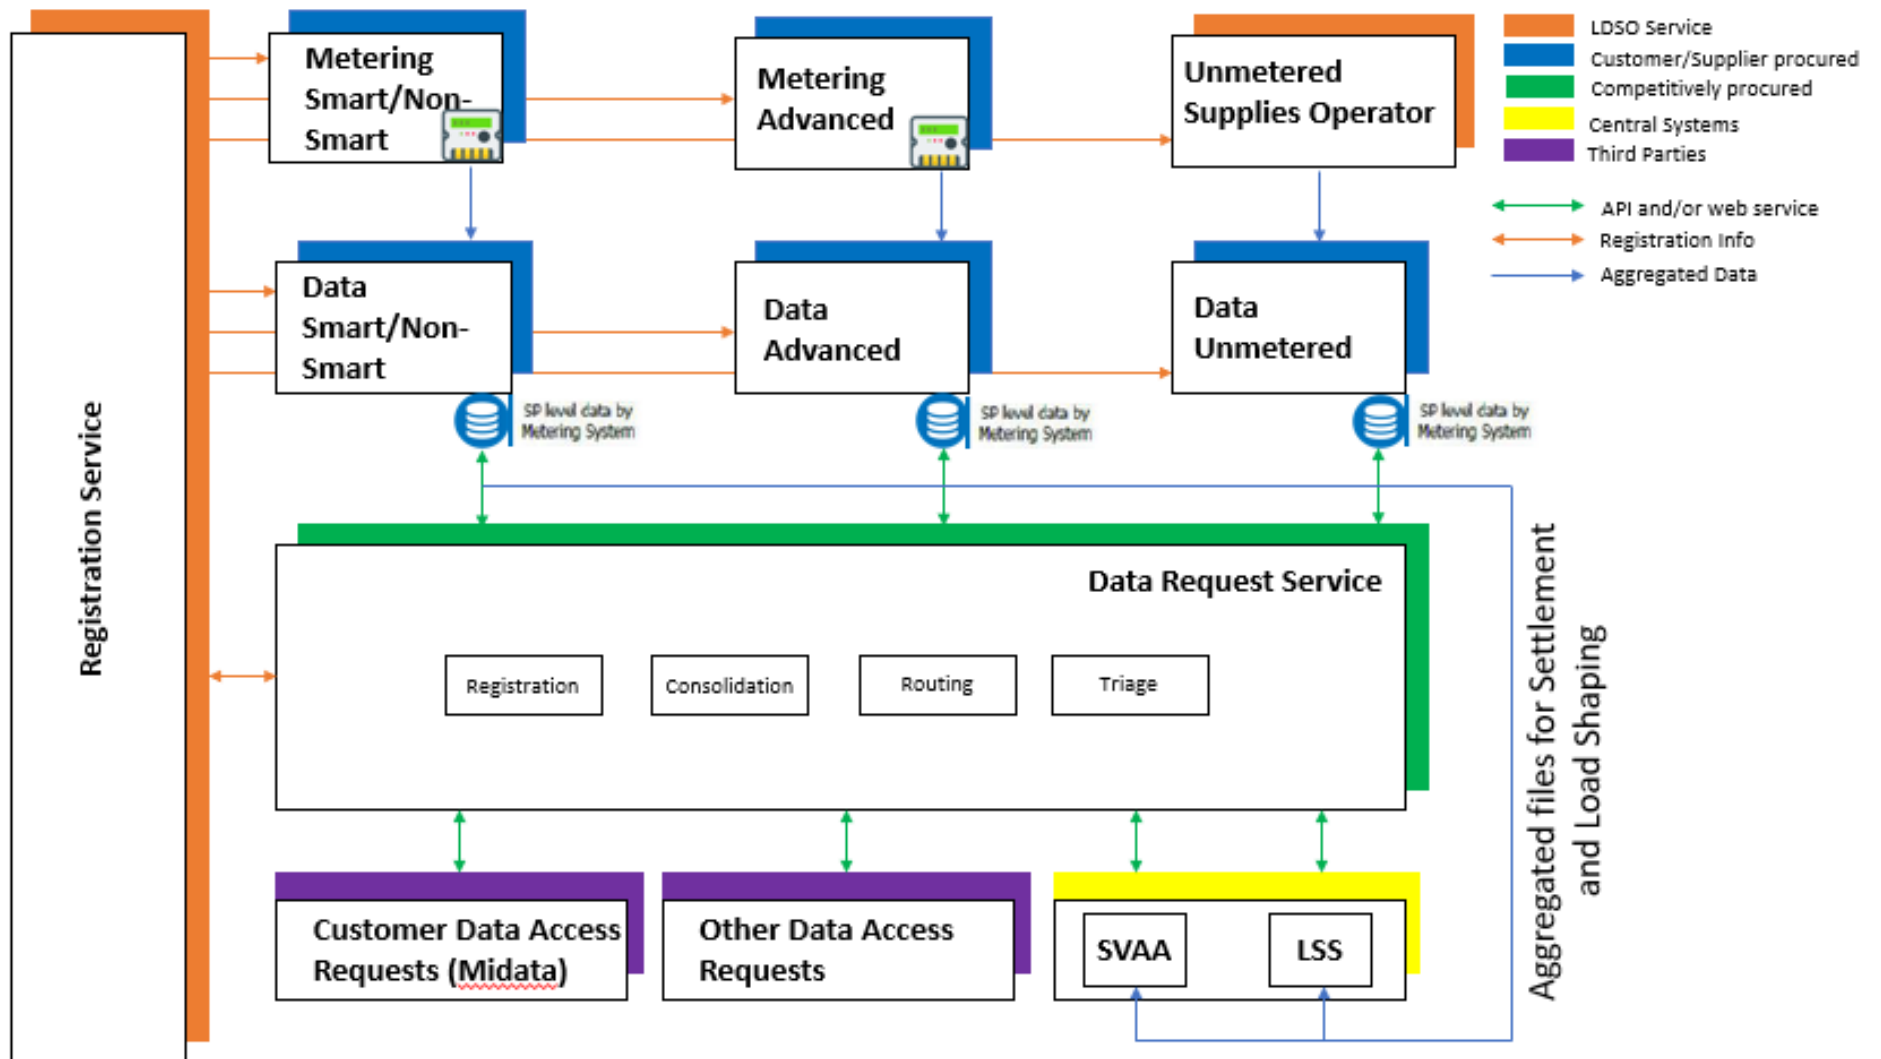 Metering
Smart/Non-
Smart
Metering
Advanced
Unmetered
Supplies Operator
LDSO Service
Customer/Supplier procured
Competitively procured
Central Systems
Third Parties
API and/or web service
Registration Info
Aggregated Data
Data
Smart/Non-
Smart
Data
Advanced
Data
Unmetered
SP level data by
Metering System
SP level data by
Metering System
SP level data by
Metering System
Registration Service
Data Request Service
Registration
Consolidation
Routing
Triage
Aggregated files for Settlement
and Load Shaping
Customer Data Access
Requests (Midata)
Other Data Access
Requests
SVAA
LSS